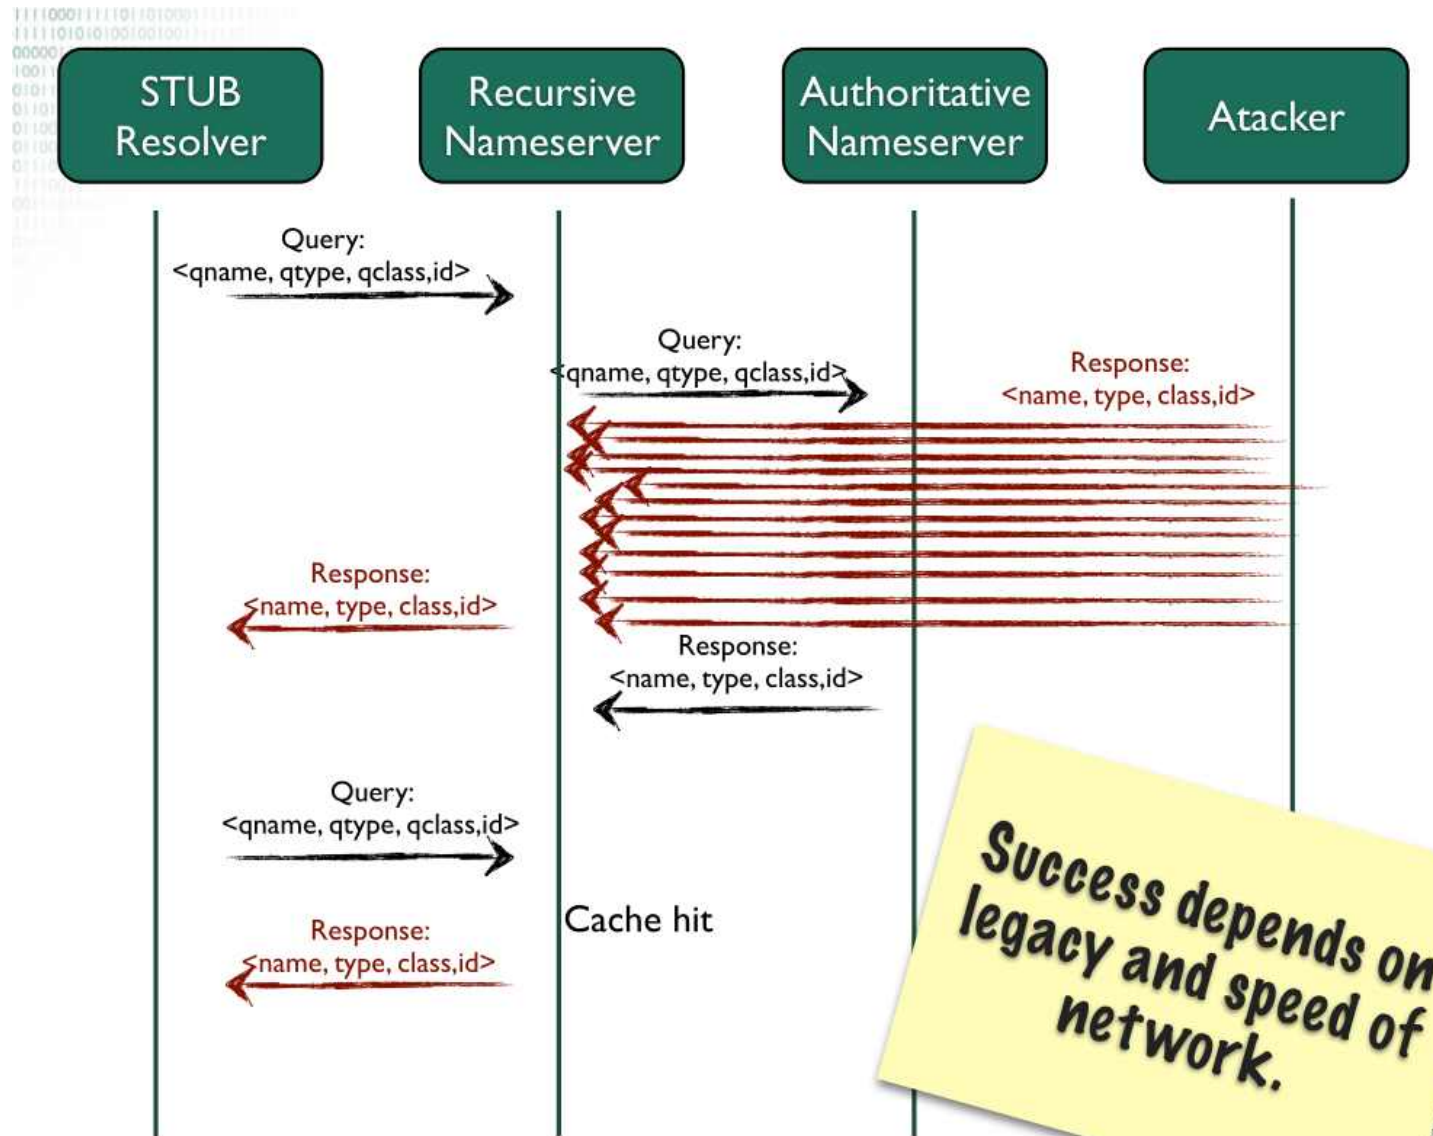 STUB
Resolver
Recursive
Nameserver
Authoritative
Nameserver
Atacker
Query:
<qname, qtype, qclass,id>
Query:
<qname, qtype, qclass,id>
Response:
<name, type, class,id>
Response:
<name, type, class,id>
Response:
<name, type, class,id>
Query:
<qname, qtype, qclass,id>
Cache hit
Response:
<name, type, class,id>
Success depends on
legacy and speed of
network.